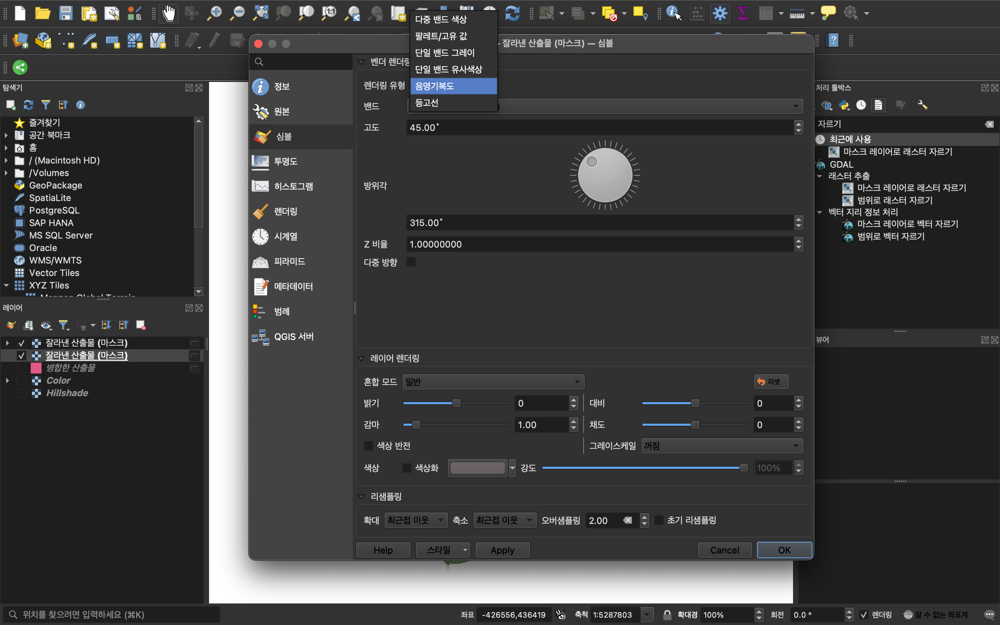 - 잘라낸 산출물 (마스크) — 심볼
다중 밴드 색상
팔레트/고유 값
단일 밴드 그레이
단일 밴드 유사색상
음영기복도
등고선
탐색기
즐겨찾기
공간 북마크
홈
/ (Macintosh HD)
/Volumes
GeoPackage
SpatiaLite
PostgreSQL
SAP HANA
MS SQL Server
Oracle
WMS/WMTS
Vector Tiles
XYZ Tiles
레이어
잘라낸 산출물 (마스크)
잘라낸 산출물 (마스크)
병합한 산출물
Color
Hillshade
정보
원본
심볼
투명도
히스토그램
렌더링
시계열
피라미드
메타데이터
범례
QGIS 서버
밴더 렌더링
렌더링 유형
밴드
고도 45.00°
방위각
315.00°
Z 비율 1.00000000
다중 방향
레이어 렌더링
혼합 모드 일반 리셋
밝기 0 대비 0
감마 1.00 채도 0
색상 반전 그레이스케일 꺼짐
색상 색상화 강도 100%
리샘플링
확대 최근접 이웃 축소 최근접 이웃 오버샘플링 2.00 초기 리샘플링
Help 스타일 Apply Cancel OK
처리 툴박스
자르기
최근에 사용
마스크 레이어로 래스터 자르기
GDAL
래스터 추출
마스크 레이어로 래스터 자르기
범위로 래스터 자르기
벡터 지리 정보 처리
마스크 레이어로 벡터 자르기
범위로 벡터 자르기
뷰어
위치를 찾으려면 입력하세요 (⌘K)
좌표 -426556,436419 축척 1:5287803 확대경 100% 회전 0.0 ° 렌더링 알 수 없는 좌표계